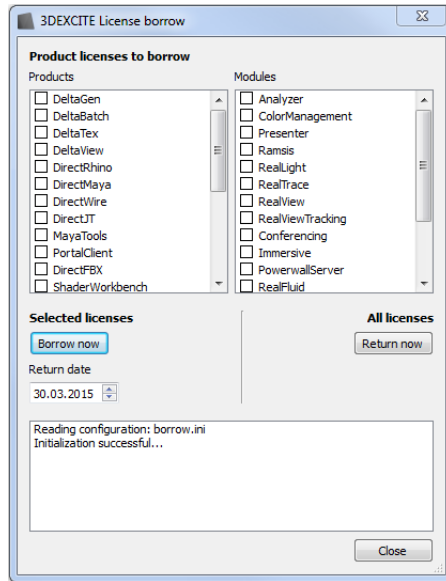 3DEXCITE License borrow
Product licenses to borrow
Products
DeltaGen
DeltaBatch
DeltaTex
DeltaView
DirectRhino
DirectMaya
DirectWire
DirectJT
MayaTools
PortalClient
DirectFBX
ShaderWorkbench
Modules
Analyzer
ColorManagement
Presenter
Ramsis
RealLight
RealTrace
RealView
RealViewTracking
Conferencing
Immersive
PowerwallServer
RealFluid
Selected licenses
All licenses
Borrow now
Return now
Return date
30.03.2015
Reading configuration: borrow.ini
Initialization successful...
Close